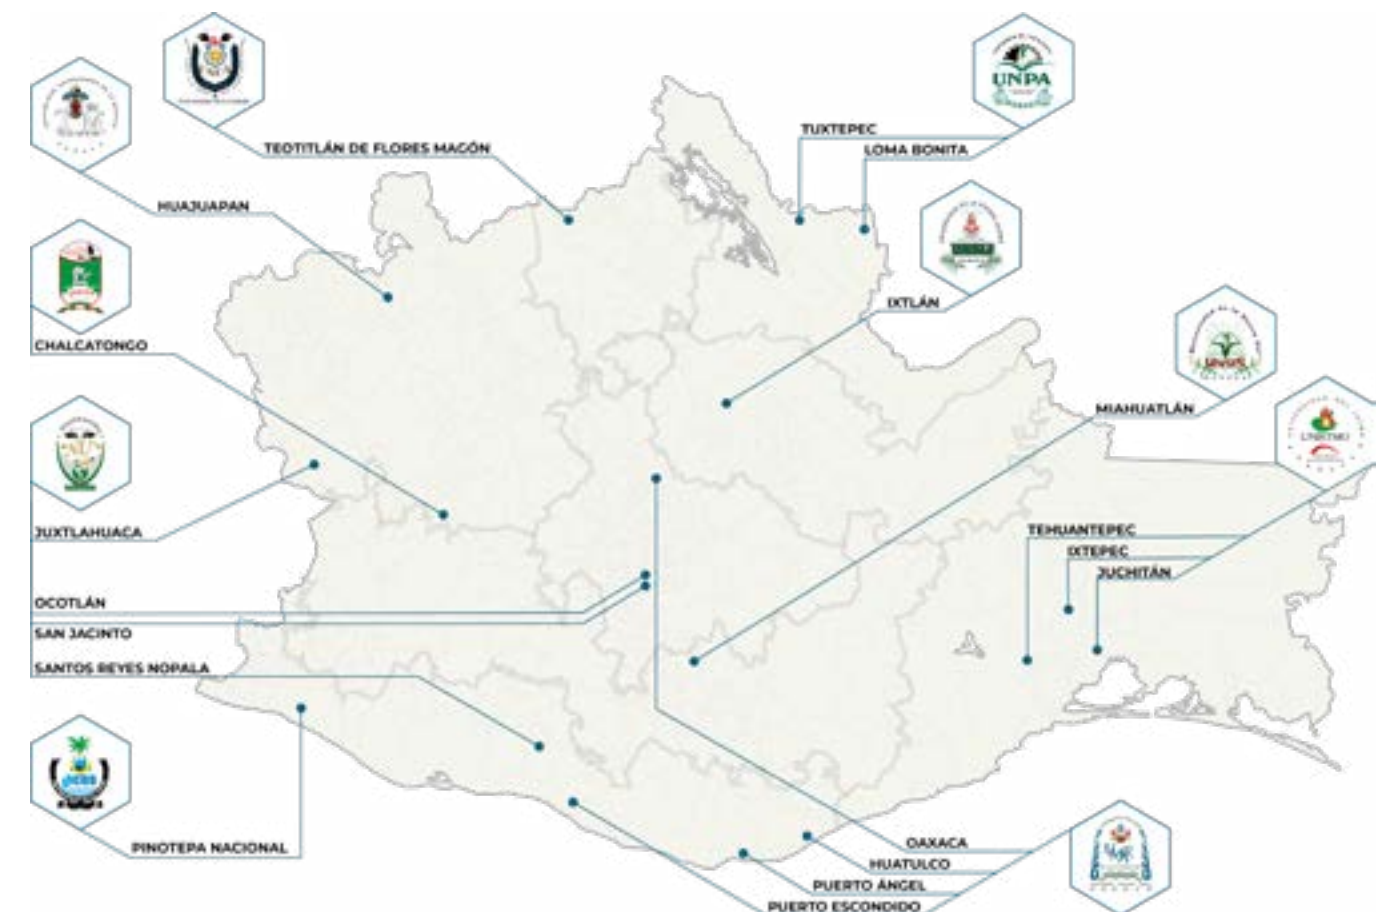 TEOTITLÁN DE FLORES MAGÓN
UNPA
TUXTEPEC
LOMA BONITA
HUAJUAPAN
IXTLÁN
CHALCATONGO
MIAHUATLÁN
JUXTLAHUACA
TEHUANTEPEC
IXTEPEC
JUCHITÁN
OCOTLÁN
SAN JACINTO
SANTOS REYES NOPALA
PINOTEPA NACIONAL
OAXACA
HUATULCO
PUERTO ÁNGEL
PUERTO ESCONDIDO